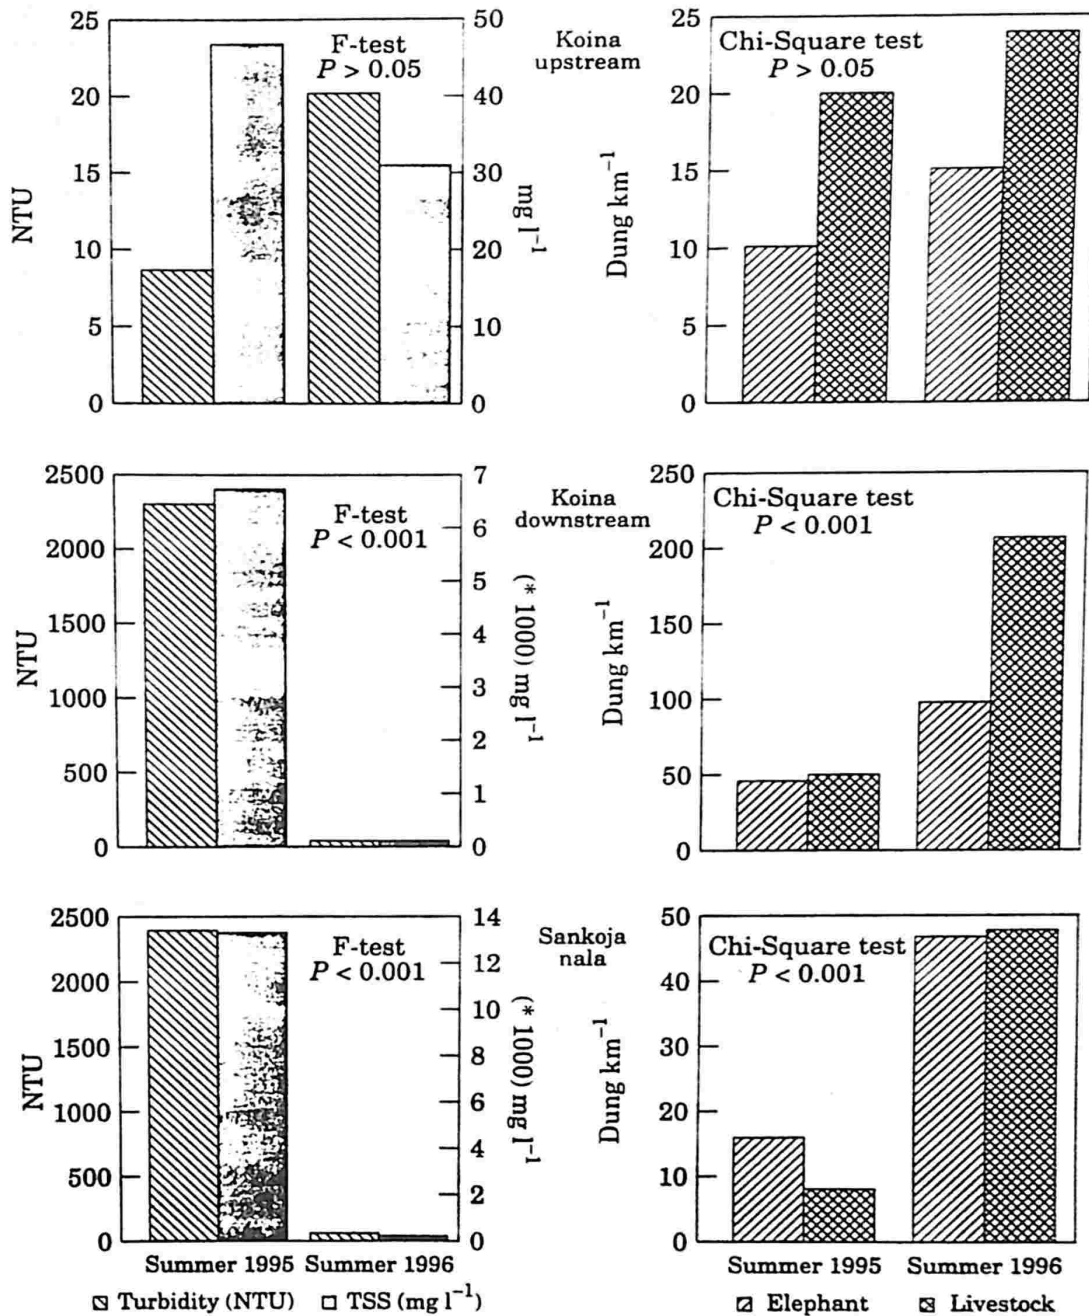 25
20
15
10
5
0
NTU
F-test
P > 0.05
50
40
30
20
10
0
mg l⁻¹
Koina
upstream
25
20
15
10
5
0
Dung km⁻¹
Chi-Square test
P > 0.05
2500
2000
1500
1000
500
0
NTU
F-test
P < 0.001
7
6
5
4
3
2
1
0
(* 1000) mg l⁻¹
Koina
downstream
250
200
150
100
50
0
Dung km⁻¹
Chi-Square test
P < 0.001
2500
2000
1500
1000
500
0
NTU
F-test
P < 0.001
14
12
10
8
6
4
2
0
(* 1000) mg l⁻¹
Sankoja
nala
50
40
30
20
10
0
Dung km⁻¹
Chi-Square test
P < 0.001
Summer 1995 Summer 1996
Turbidity (NTU) TSS (mg l⁻¹)
Summer 1995 Summer 1996
Elephant Livestock